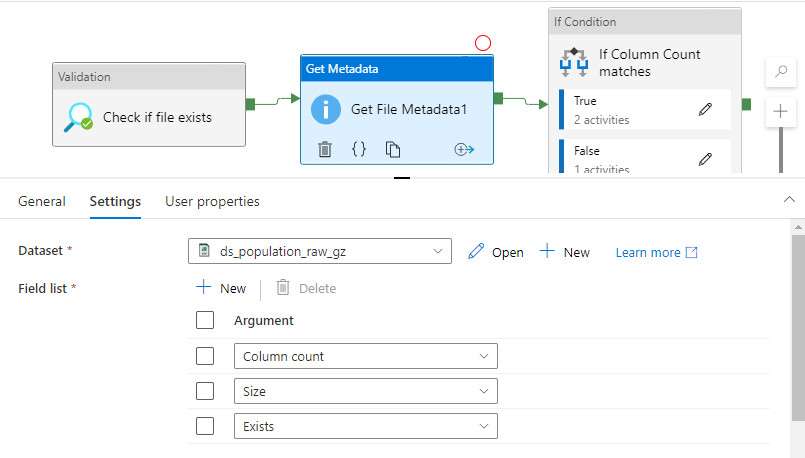 If Condition
Validation
Check if file exists
Get Metadata
Get File Metadata1
If Column Count
matches
True
2 activities
False
1 activities
General
Settings
User properties
Dataset *
ds_population_raw_gz
Open
New
Learn more
Field list *
New
Delete
Argument
Column count
Size
Exists